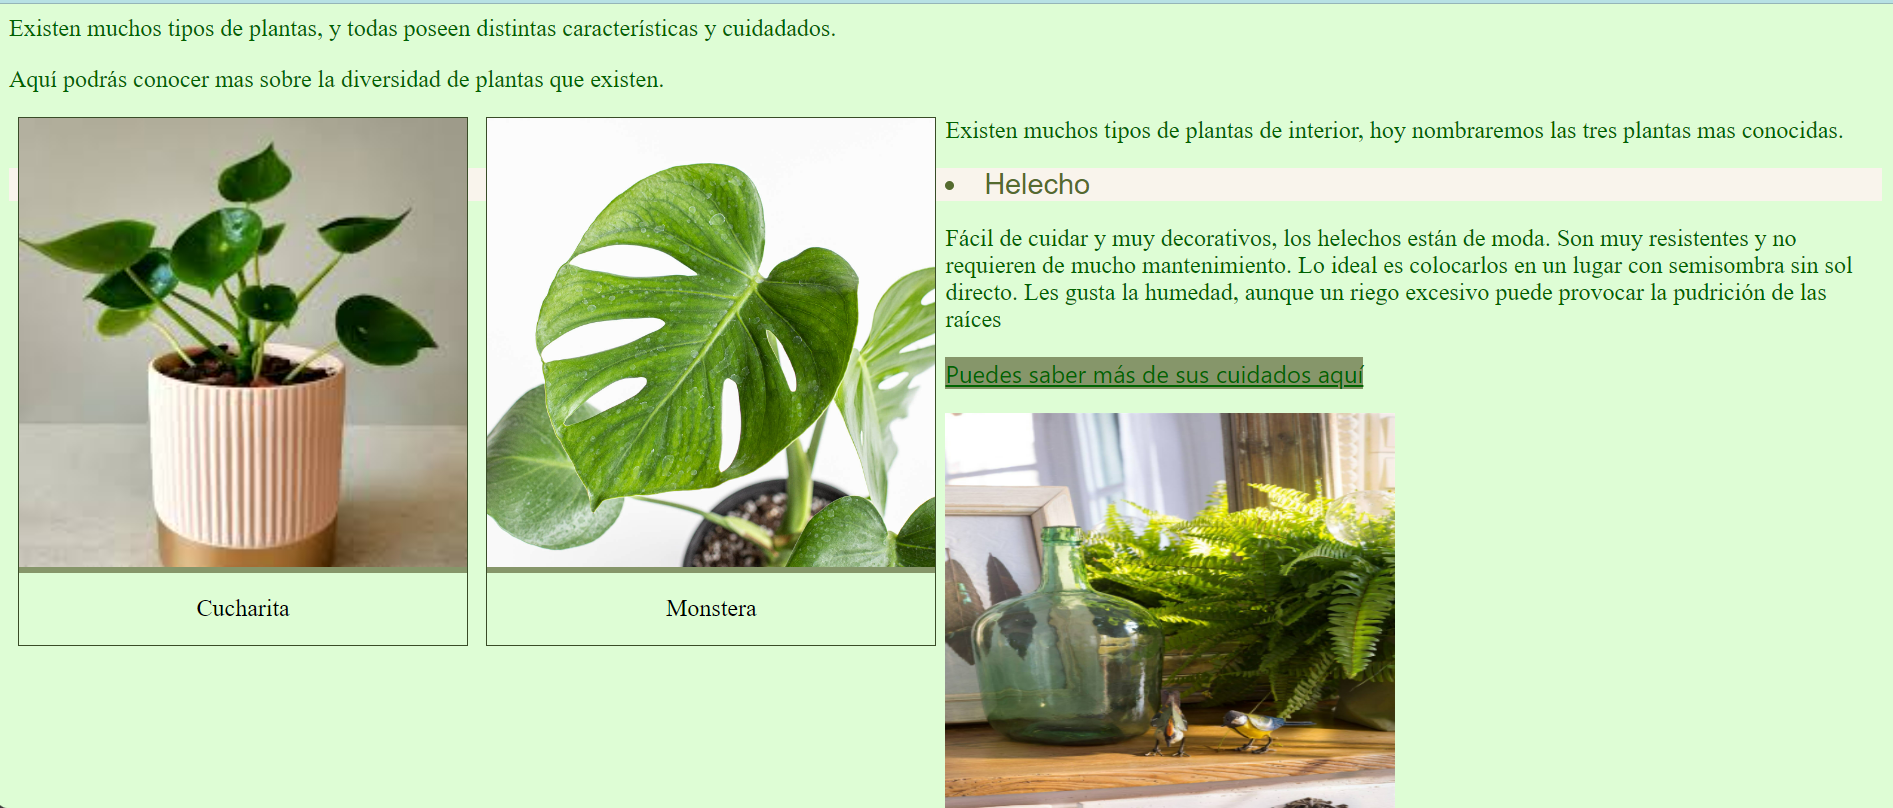 Existen muchos tipos de plantas, y todas poseen distintas características y cuidadados.
Aquí podrás conocer mas sobre la diversidad de plantas que existen.
Cucharita
Monstera
Existen muchos tipos de plantas de interior, hoy nombraremos las tres plantas mas conocidas.
• Helecho
Fácil de cuidar y muy decorativos, los helechos están de moda. Son muy resistentes y no
requieren de mucho mantenimiento. Lo ideal es colocarlos en un lugar con semisombra sin sol
directo. Les gusta la humedad, aunque un riego excesivo puede provocar la pudrición de las
raíces
Puedes saber más de sus cuidados aquí